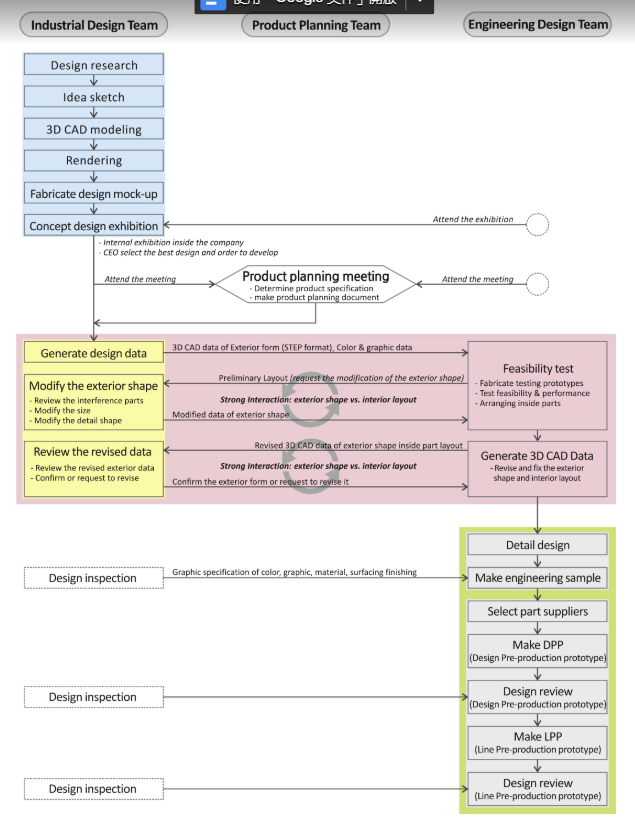 Industrial Design Team
Product Planning Team
Engineering Design Team
Design research
Idea sketch
3D CAD modeling
Rendering
Fabricate design mock-up
Concept design exhibition
Attend the exhibition
- Internal exhibition inside the company
- CEO select the best design and order to develop
Attend the meeting
Product planning meeting
- Determine product specification
- make product planning document
Attend the meeting
Generate design data
3D CAD data of Exterior form (STEP format), Color & graphic data
Feasibility test
- Fabricate testing prototypes
- Test feasibility & performance
- Arranging inside parts
Modify the exterior shape
- Review the interference parts
- Modify the size
- Modify the detail shape
Preliminary Layout (request the modification of the exterior shape)
Strong Interaction: exterior shape vs. interior layout
Modified data of exterior shape
Review the revised data
- Review the revised exterior data
- Confirm or request to revise
Revised 3D CAD data of exterior shape inside part layout
Strong Interaction: exterior shape vs. interior layout
Confirm the exterior form or request to revise it
Generate 3D CAD Data
- Revise and fix the exterior
shape and interior layout
Detail design
Design inspection
Graphic specification of color, graphic, material, surfacing finishing
Make engineering sample
Select part suppliers
Make DPP
(Design Pre-production prototype)
Design inspection
Design review
(Design Pre-production prototype)
Make LPP
(Line Pre-production prototype)
Design inspection
Design review
(Line Pre-production prototype)